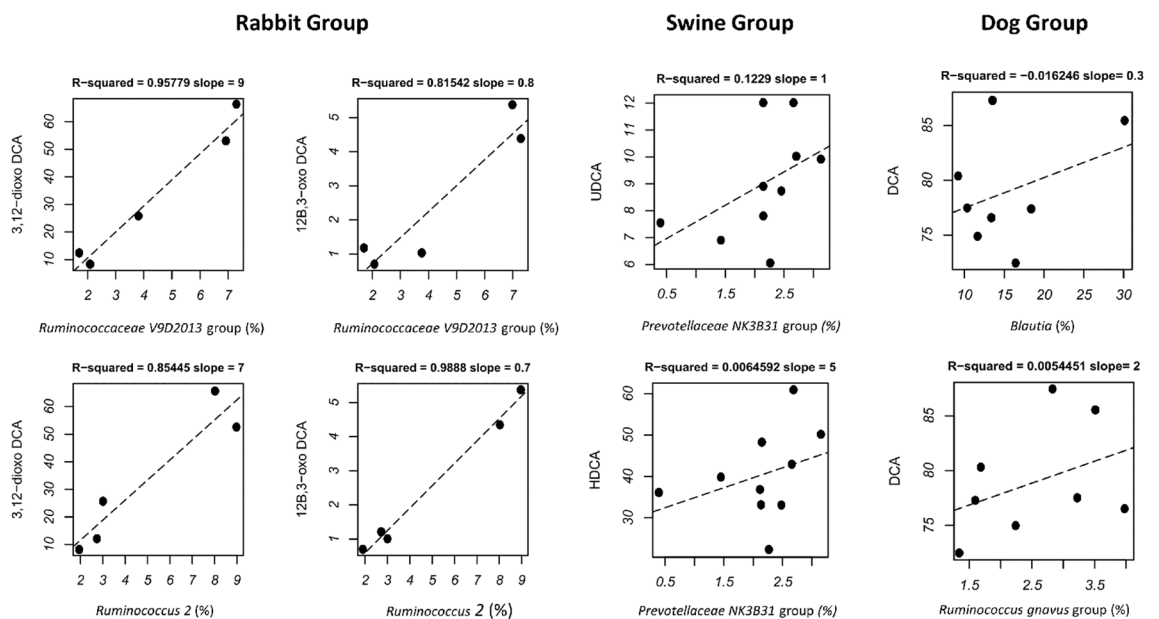 Rabbit Group
Swine Group
Dog Group
R−squared = 0.95779 slope = 9
3,12−dioxo DCA
60
50
40
30
20
10
2 3 4 5 6 7
Ruminococcaceae V9D2013 group (%)
R−squared = 0.81542 slope = 0.8
12B,3−oxo DCA
5
4
3
2
1
2 3 4 5 6 7
Ruminoccaceae V9D2013 group (%)
R−squared = 0.1229 slope = 1
UDCA
12
11
10
9
8
7
6
0.5 1.5 2.5
Prevotellaceae NK3B31 group (%)
R−squared = −0.016246 slope= 0.3
DCA
85
80
75
10 15 20 25 30
Blautia (%)
R−squared = 0.85445 slope = 7
3,12−dioxo DCA
60
50
40
30
20
10
2 3 4 5 6 7 8 9
Ruminococcus 2 (%)
R−squared = 0.9888 slope = 0.7
12B,3−oxo DCA
5
4
3
2
1
2 3 4 5 6 7 8 9
Ruminococcus 2 (%)
R−squared = 0.0064592 slope = 5
HDCA
60
50
40
30
0.5 1.5 2.5
Prevotellaceae NK3B31 group (%)
R−squared = 0.0054451 slope= 2
DCA
85
80
75
1.5 2.5 3.5
Ruminoccus gnavus group (%)